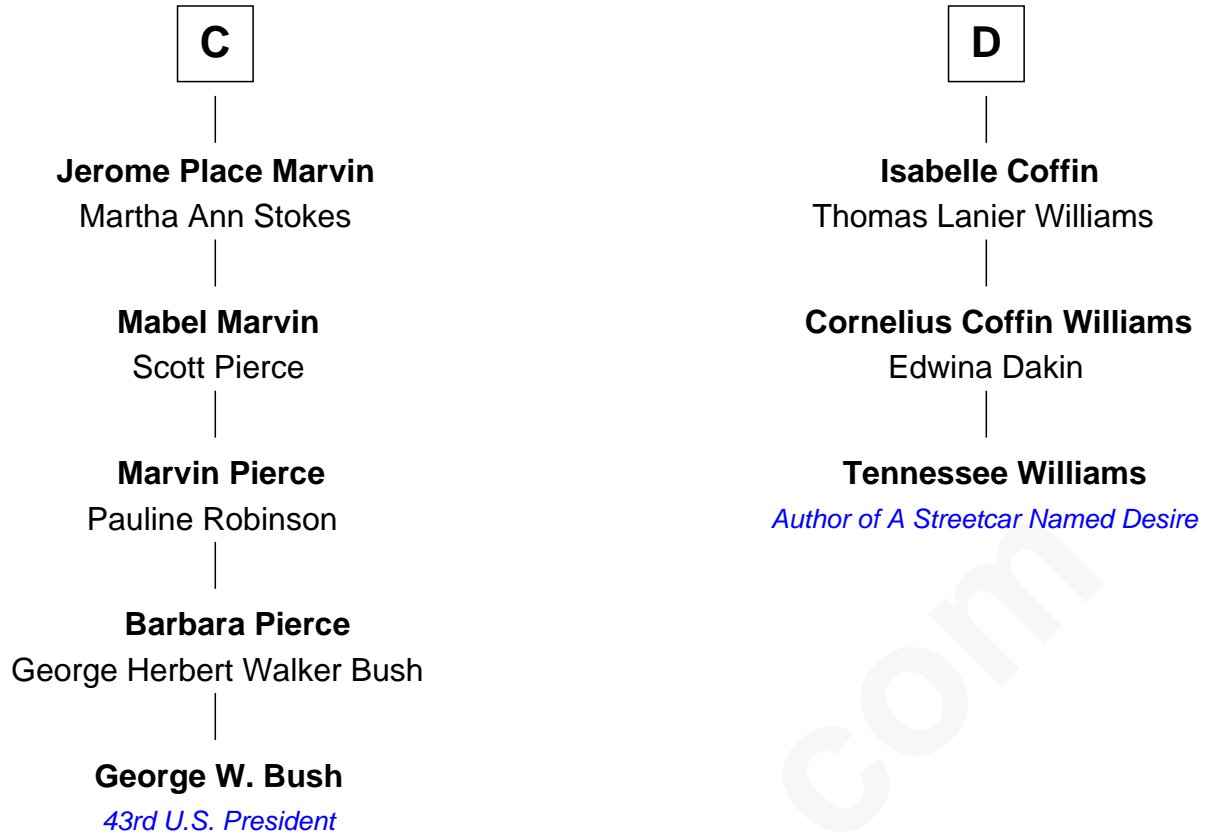 C
Jerome Place Marvin
Martha Ann Stokes
Mabel Marvin
Scott Pierce
Marvin Pierce
Pauline Robinson
Barbara Pierce
George Herbert Walker Bush
George W. Bush
43rd U.S. President
D
Isabelle Coffin
Thomas Lanier Williams
Cornelius Coffin Williams
Edwina Dakin
Tennessee Williams
Author of A Streetcar Named Desire
com